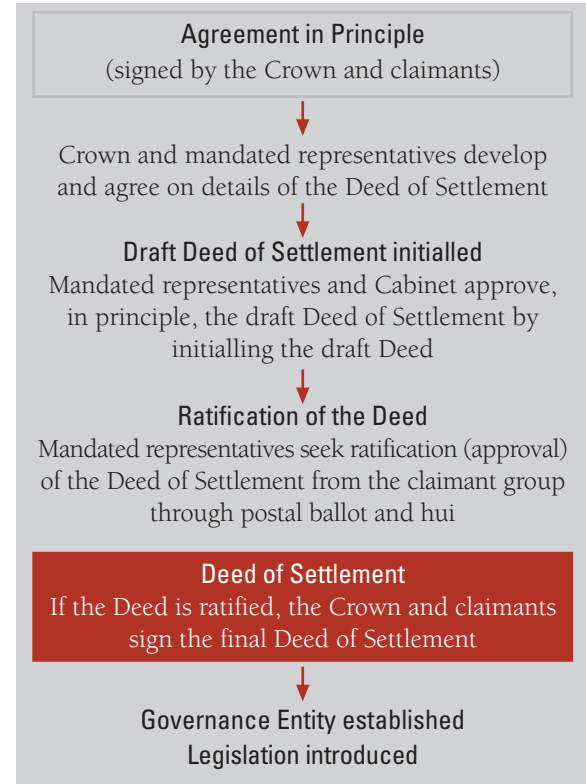 Agreement in Principle
(signed by the Crown and claimants)
Crown and mandated representatives develop
and agree on details of the Deed of Settlement
Draft Deed of Settlement initialled
Mandated representatives and Cabinet approve,
in principle, the draft Deed of Settlement by
initialling the draft Deed
Ratification of the Deed
Mandated representatives seek ratification (approval)
of the Deed of Settlement from the claimant group
through postal ballot and hui
Deed of Settlement
If the Deed is ratified, the Crown and claimants
sign the final Deed of Settlement
Governance Entity established
Legislation introduced